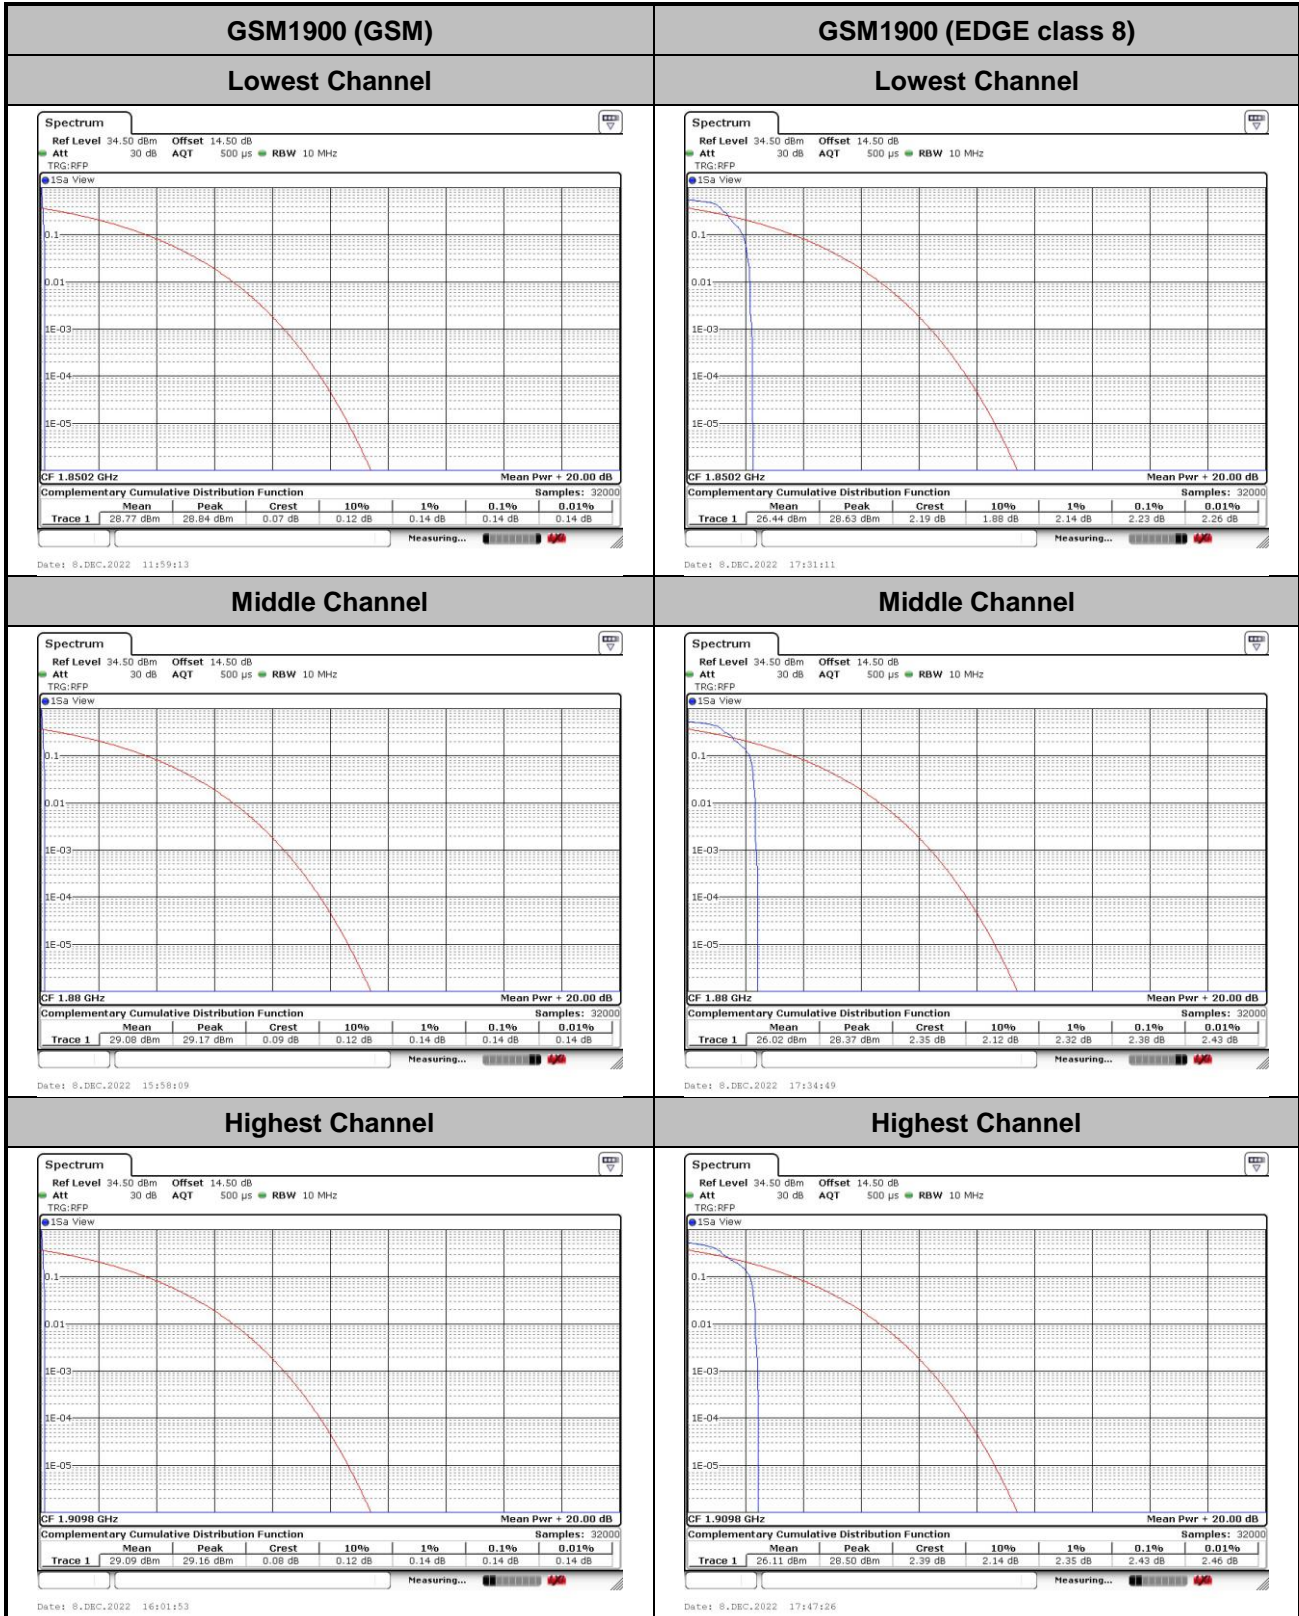 GSM1900 (GSM) GSM1900 (EDGE class 8)
Lowest Channel Lowest Channel
Spectrum
Ref Level 34.50 dBm Offset 14.50 dB
Att 30 dB AQT 500 µs RBW 10 MHz
TRG:RFP
1Sa View
0.1
0.01
1E-03
1E-04
1E-05
CF 1.8502 GHz Mean Pwr + 20.00 dB
Complementary Cumulative Distribution Function Samples: 32000
Mean Peak Crest 10% 1% 0.1% 0.01%
Trace 1 28.77 dBm 28.84 dBm 0.07 dB 0.12 dB 0.14 dB 0.14 dB 0.14 dB
Measuring...
Date: 8.DEC.2022 11:59:13
Spectrum
Ref Level 34.50 dBm Offset 14.50 dB
Att 30 dB AQT 500 µs RBW 10 MHz
TRG:RFP
1Sa View
0.1
0.01
1E-03
1E-04
1E-05
CF 1.8502 GHz Mean Pwr + 20.00 dB
Complementary Cumulative Distribution Function Samples: 32000
Mean Peak Crest 10% 1% 0.1% 0.01%
Trace 1 26.44 dBm 28.63 dBm 2.19 dB 1.88 dB 2.14 dB 2.23 dB 2.26 dB
Measuring...
Date: 8.DEC.2022 17:31:11
Middle Channel Middle Channel
Spectrum
Ref Level 34.50 dBm Offset 14.50 dB
Att 30 dB AQT 500 µs RBW 10 MHz
TRG:RFP
1Sa View
0.1
0.01
1E-03
1E-04
1E-05
CF 1.88 GHz Mean Pwr + 20.00 dB
Complementary Cumulative Distribution Function Samples: 32000
Mean Peak Crest 10% 1% 0.1% 0.01%
Trace 1 29.08 dBm 29.17 dBm 0.09 dB 0.12 dB 0.14 dB 0.14 dB 0.14 dB
Measuring...
Date: 8.DEC.2022 15:58:09
Spectrum
Ref Level 34.50 dBm Offset 14.50 dB
Att 30 dB AQT 500 µs RBW 10 MHz
TRG:RFP
1Sa View
0.1
0.01
1E-03
1E-04
1E-05
CF 1.88 GHz Mean Pwr + 20.00 dB
Complementary Cumulative Distribution Function Samples: 32000
Mean Peak Crest 10% 1% 0.1% 0.01%
Trace 1 26.02 dBm 28.37 dBm 2.35 dB 2.12 dB 2.32 dB 2.38 dB 2.43 dB
Measuring...
Date: 8.DEC.2022 17:34:49
Highest Channel Highest Channel
Spectrum
Ref Level 34.50 dBm Offset 14.50 dB
Att 30 dB AQT 500 µs RBW 10 MHz
TRG:RFP
1Sa View
0.1
0.01
1E-03
1E-04
1E-05
CF 1.9098 GHz Mean Pwr + 20.00 dB
Complementary Cumulative Distribution Function Samples: 32000
Mean Peak Crest 10% 1% 0.1% 0.01%
Trace 1 29.09 dBm 29.16 dBm 0.08 dB 0.12 dB 0.14 dB 0.14 dB 0.14 dB
Measuring...
Date: 8.DEC.2022 16:01:53
Spectrum
Ref Level 34.50 dBm Offset 14.50 dB
Att 30 dB AQT 500 µs RBW 10 MHz
TRG:RFP
1Sa View
0.1
0.01
1E-03
1E-04
1E-05
CF 1.9098 GHz Mean Pwr + 20.00 dB
Complementary Cumulative Distribution Function Samples: 32000
Mean Peak Crest 10% 1% 0.1% 0.01%
Trace 1 26.11 dBm 28.50 dBm 2.39 dB 2.14 dB 2.35 dB 2.43 dB 2.46 dB
Measuring...
Date: 8.DEC.2022 17:47:26